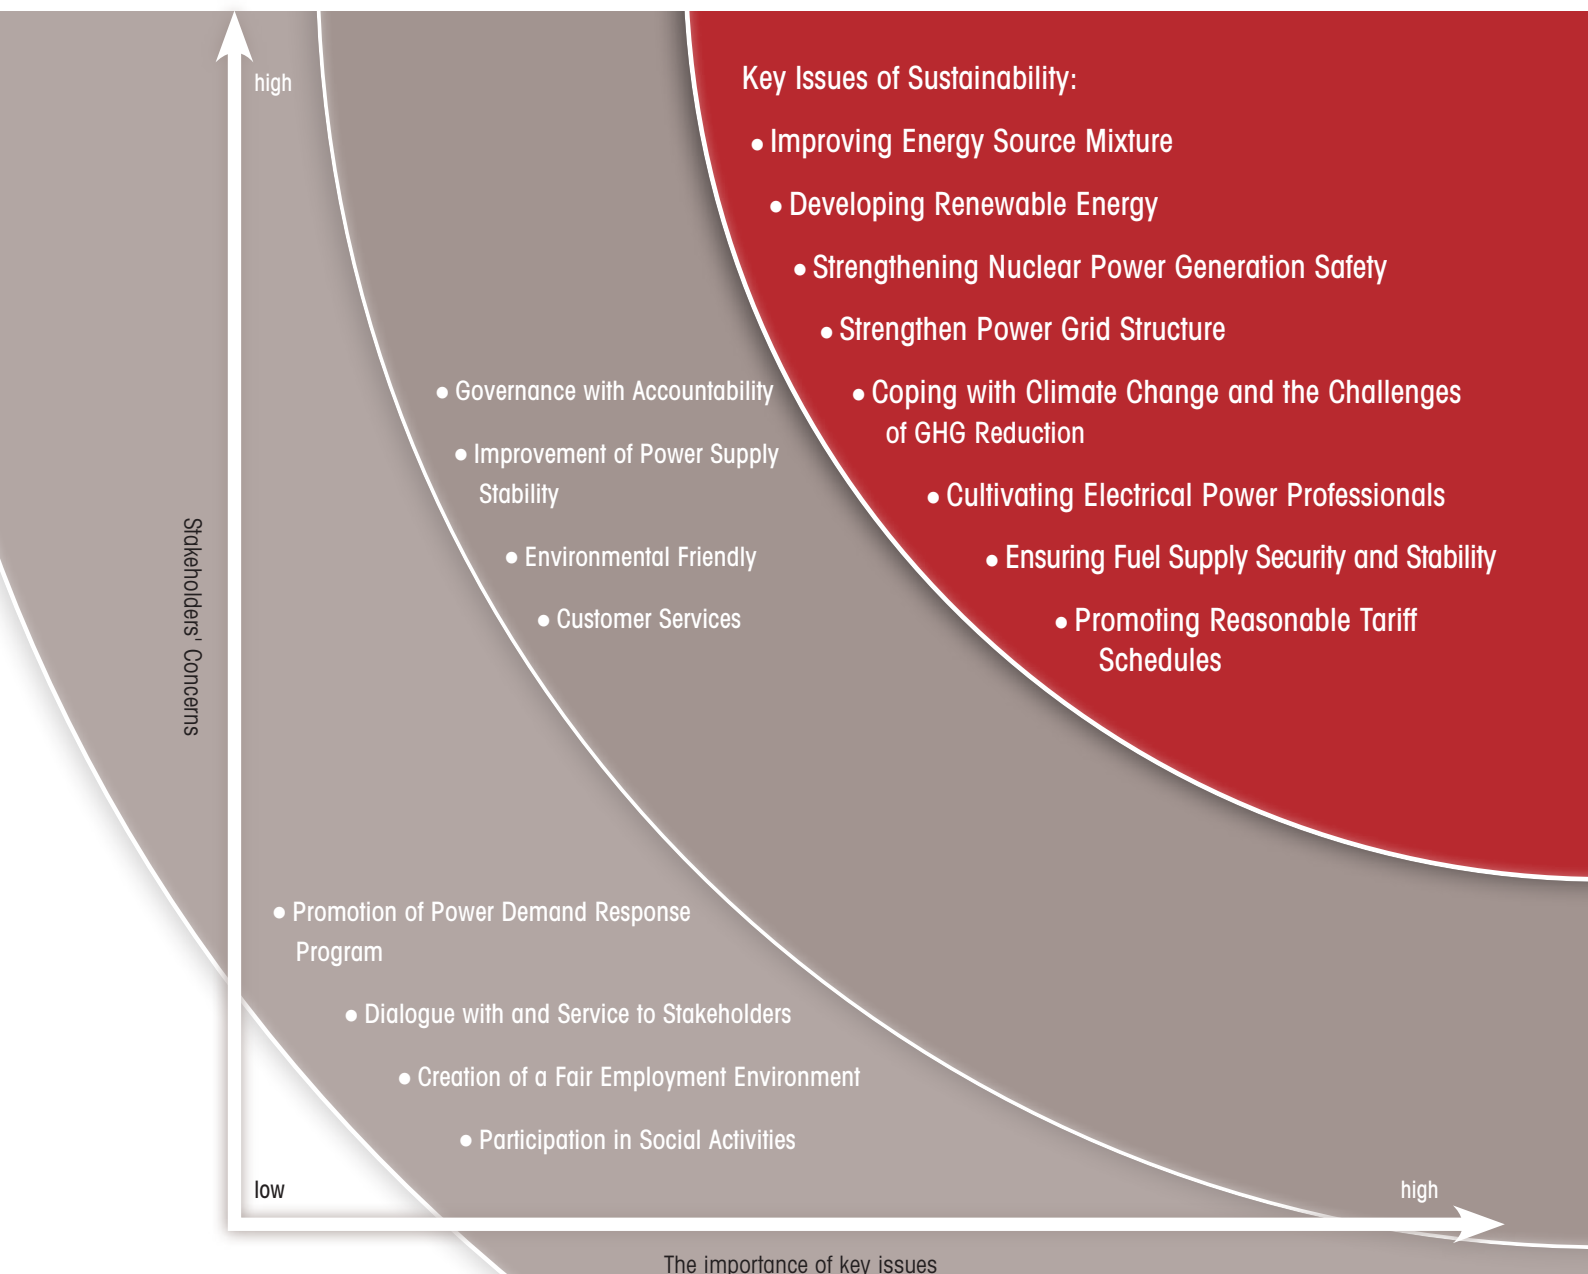 high
Key Issues of Sustainability:
● Improving Energy Source Mixture
● Developing Renewable Energy
● Strengthening Nuclear Power Generation Safety
● Strengthen Power Grid Structure
● Coping with Climate Change and the Challenges
of GHG Reduction
● Cultivating Electrical Power Professionals
● Ensuring Fuel Supply Security and Stability
● Promoting Reasonable Tariff
Schedules
● Governance with Accountability
● Improvement of Power Supply
Stability
● Environmental Friendly
● Customer Services
Stakeholders' Concerns
● Promotion of Power Demand Response
Program
● Dialogue with and Service to Stakeholders
● Creation of a Fair Employment Environment
● Participation in Social Activities
low
high
The importance of key issues